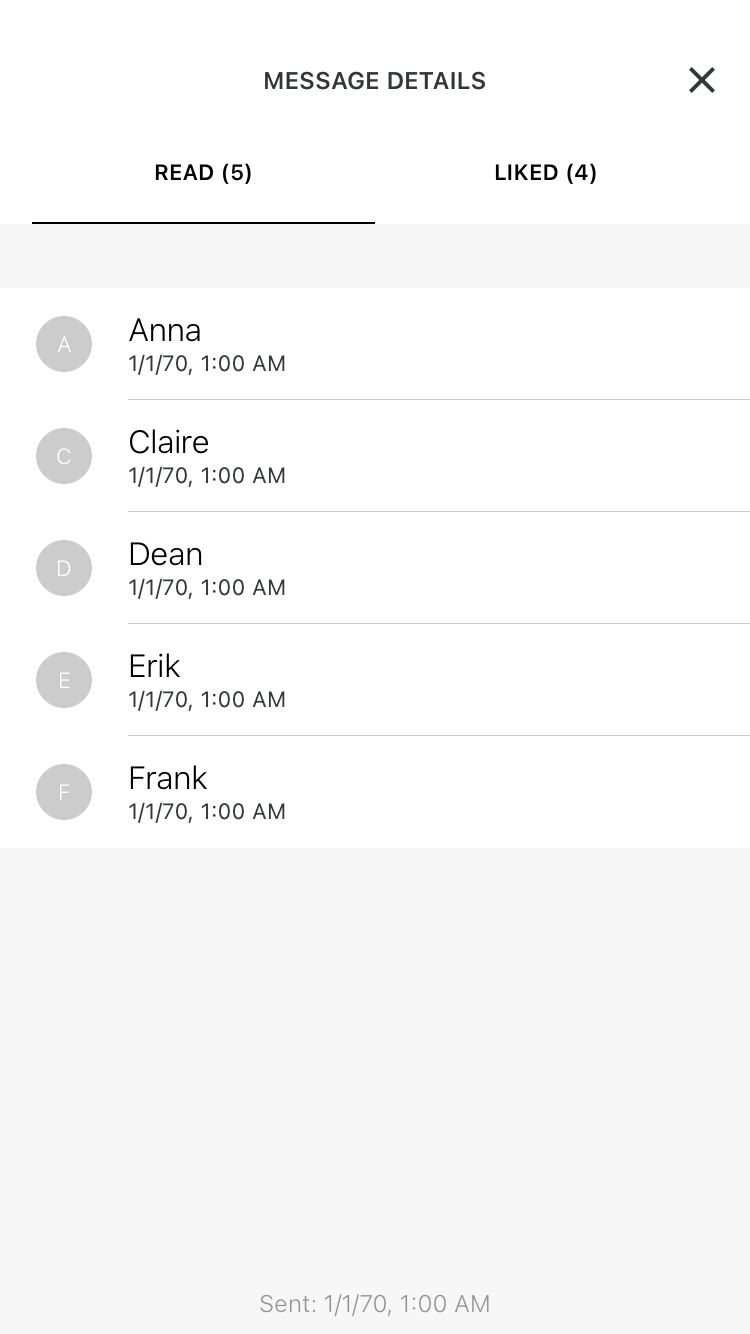 MESSAGE DETAILS
READ (5)
LIKED (4)
A
Anna
1/1/70, 1:00 AM
C
Claire
1/1/70, 1:00 AM
D
Dean
1/1/70, 1:00 AM
E
Erik
1/1/70, 1:00 AM
F
Frank
1/1/70, 1:00 AM
Sent: 1/1/70, 1:00 AM